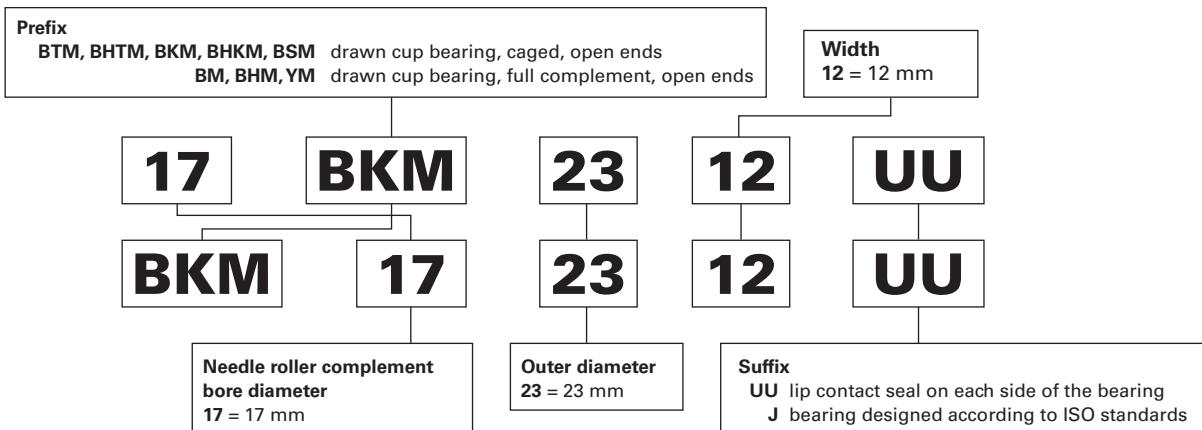 Prefix
BTM, BHTM, BKM, BHKM, BSM drawn cup bearing, caged, open ends
BM, BHM, YM drawn cup bearing, full complement, open ends
Width
12 = 12 mm
17 BKM 23 12 UU
BKM 17 23 12 UU
Needle roller complement
bore diameter
17 = 17 mm
Outer diameter
23 = 23 mm
Suffix
UU lip contact seal on each side of the bearing
J bearing designed according to ISO standards